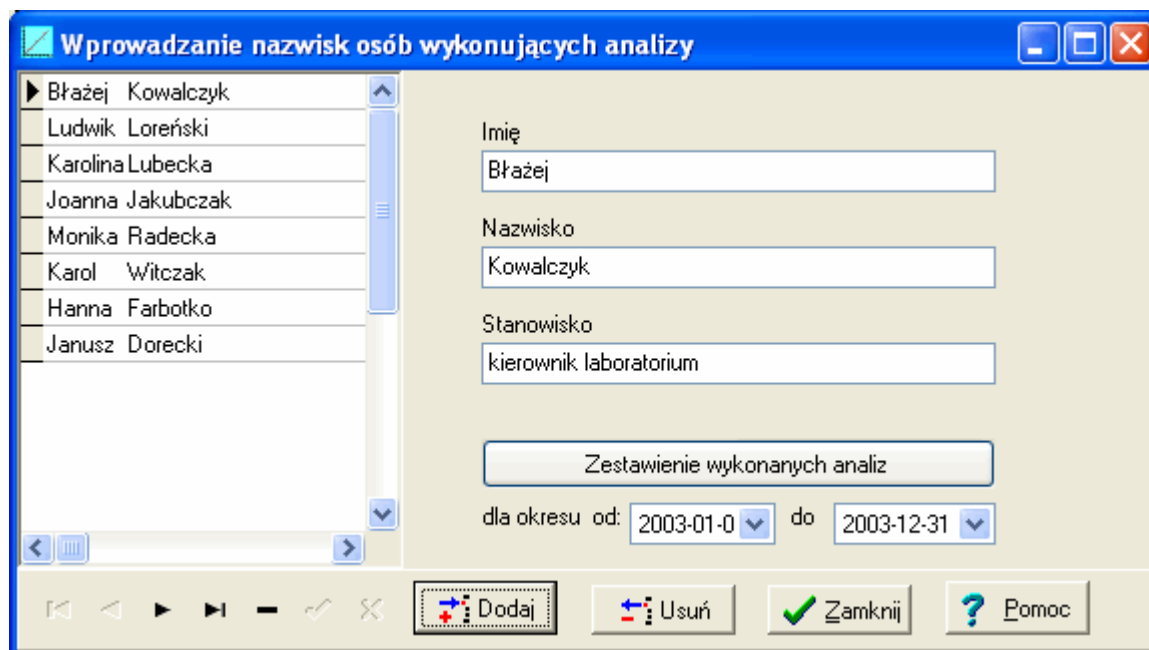 Wprowadzanie nazwisk osób wykonujących analizy
Błażej Kowalczyk
Ludwik Loreński
Karolina Lubecka
Joanna Jakubczak
Monika Radecka
Karol Witczak
Hanna Farbotko
Janusz Dorecki
Imię
Błażej
Nazwisko
Kowalczyk
Stanowisko
kierownik laboratorium
Zestawienie wykonanych analiz
dla okresu od: 2003-01-0 do 2003-12-31
Dodaj Usuń Zamknij Pomoc